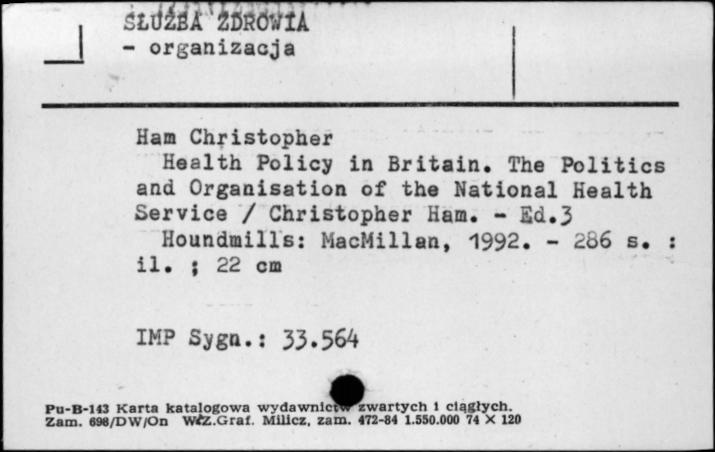 SŁUŻBA ZDROWIA
- organizacja
Ham Christopher
Health Policy in Britain. The Politics
and Organisation of the National Health
Service / Christopher Ham. - Ed.3
Houndmills: MacMillan, 1992. - 286 s. :
il. ; 22 cm
IMP Sygn.: 33.564
Pu-B-143 Karta katalogowa wydawnictw zwartych i ciągłych.
Zam. 698/DW/On WZ.Graf. Milicz, zam. 472-84 1.550.000 74 X 120